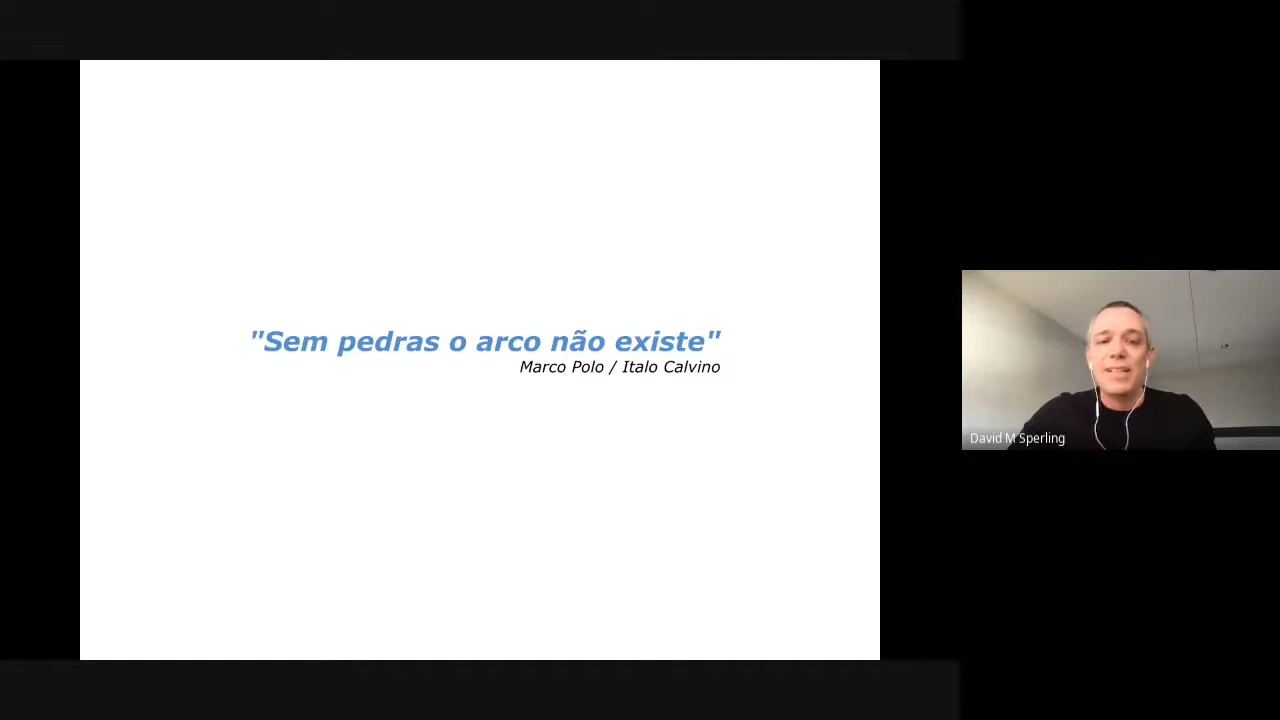 "Sem pedras o arco não existe"
Marco Polo / Italo Calvino
David M Sperling